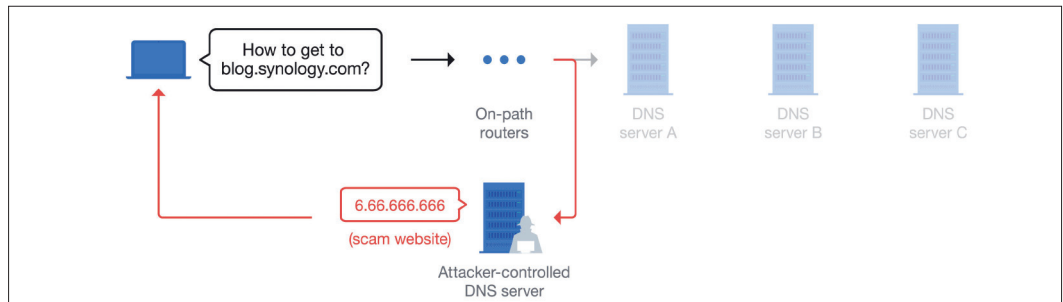 How to get to
blog.synology.com?
On-path
routers
DNS
server A
DNS
server B
DNS
server C
6.66.666.666
(scam website)
Attacker-controlled
DNS server